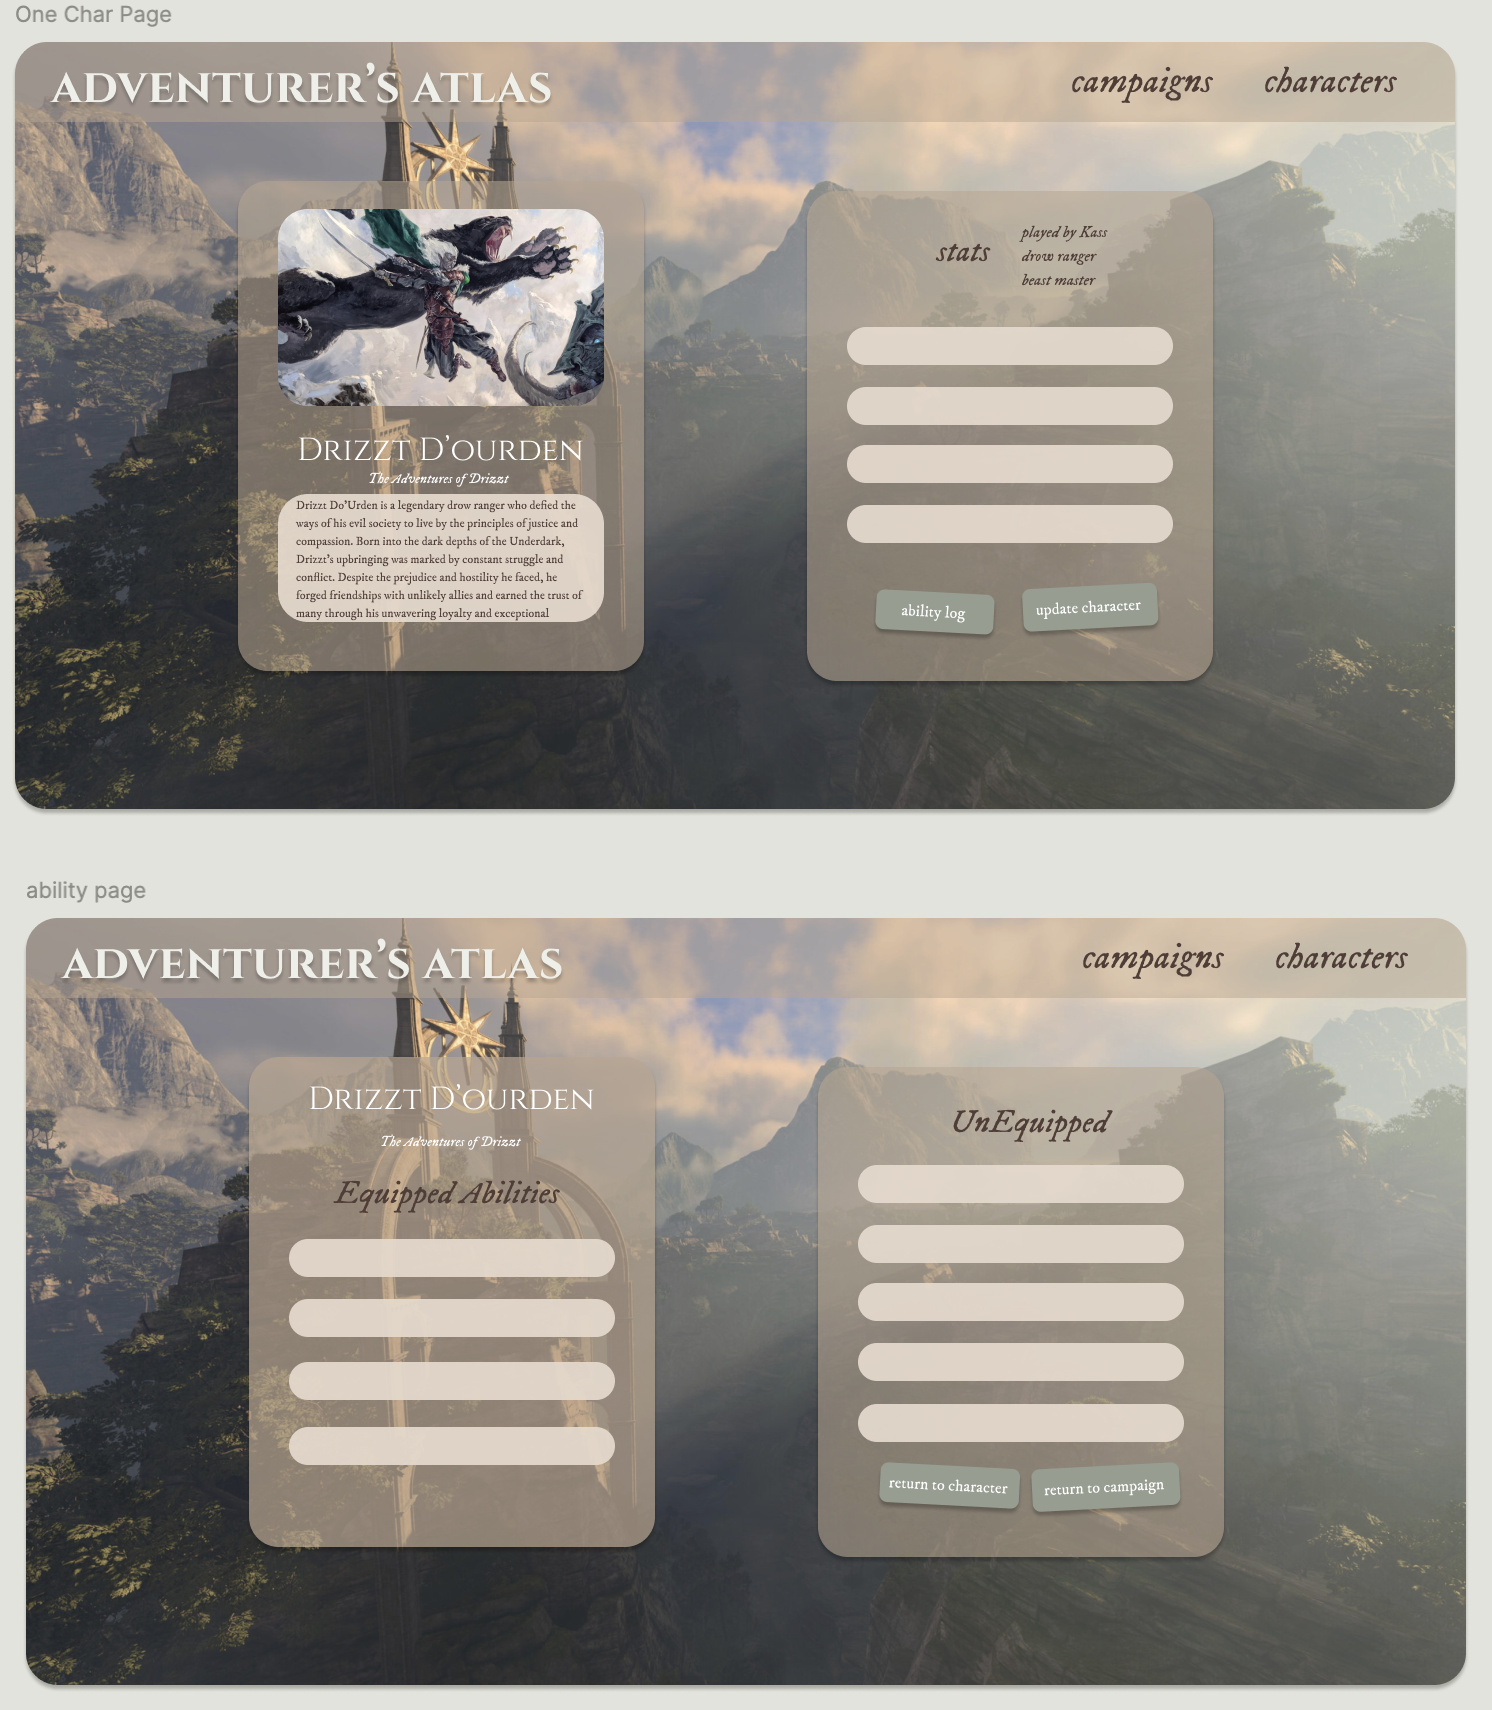 One Char Page
ADVENTURER'S ATLAS
campaigns
characters
DRIZZT D'OURDEN
The Adventures of Drizzt
Drizzt Do'Urden is a legendary drow ranger who defied the
ways of his evil society to live by the principles of justice and
compassion. Born into the dark depths of the Underdark,
Drizzt's upbringing was marked by constant struggle and
conflict. Despite the prejudice and hostility he faced, he
forged friendships with unlikely allies and earned the trust of
many through his unwavering loyalty and exceptional
stats
played by Kass
drow ranger
beast master
ability log
update character
ability page
ADVENTURER'S ATLAS
campaigns
characters
DRIZZT D'OURDEN
The Adventures of Drizzt
Equipped Abilities
UnEquipped
return to character
return to campaign